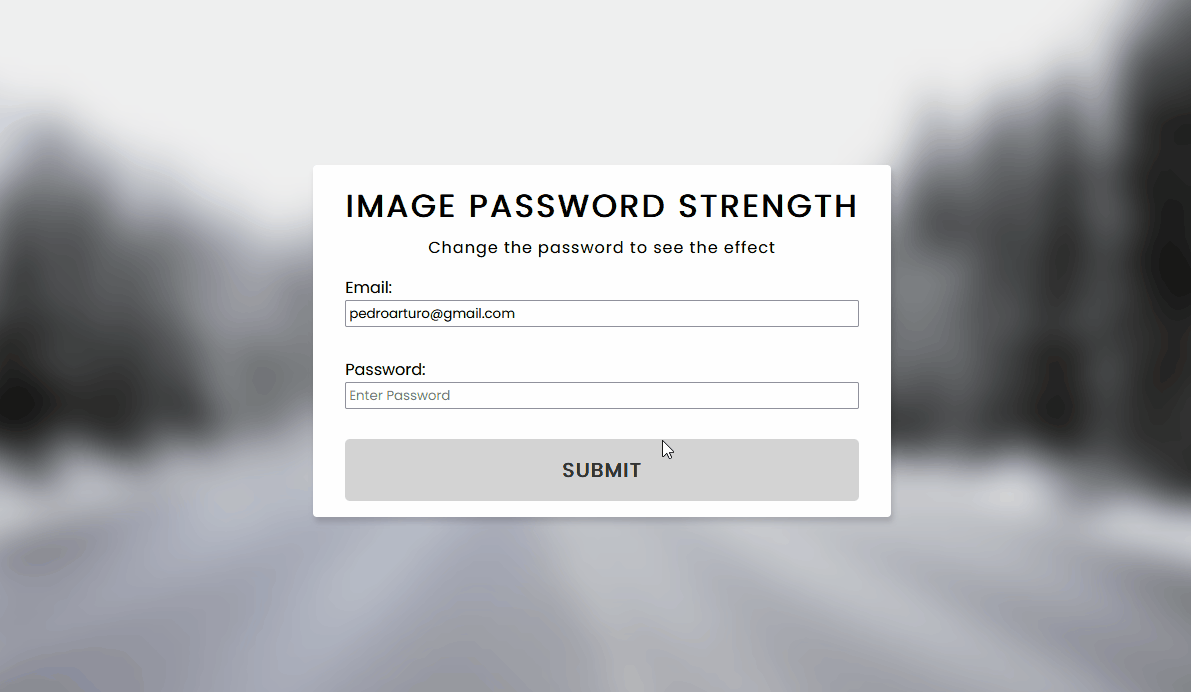 IMAGE PASSWORD STRENGTH
Change the password to see the effect
Email:
pedroarturo@gmail.com
Password:
Enter Password
SUBMIT